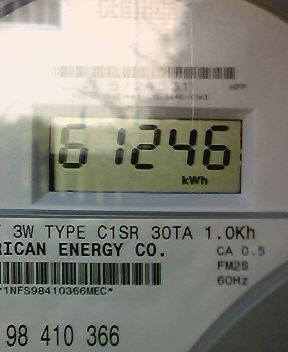 CENTRON
61246
kWh
3W TYPE C1SR 30TA 1.0Kh
RICAN ENERGY CO.
CA 0.5
FM2S
60Hz
1NFS98410366MEC*
98 410 366